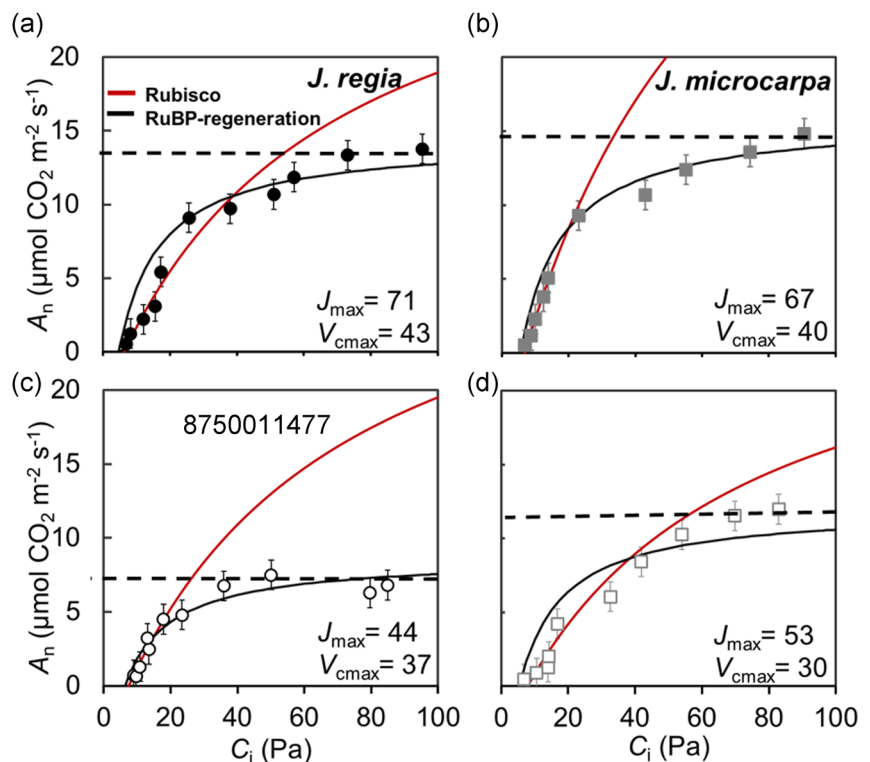 (a)
20
15
10
5
0
Rubisco
RuBP-regeneration
J. regia
Jmax= 71
Vcmax= 43
An (μmol CO2 m-2 s-1)
(b)
J. microcarpa
Jmax= 67
Vcmax= 40
(c)
20
15
10
5
0
8750011477
Jmax= 44
Vcmax= 37
An (μmol CO2 m-2 s-1)
0 20 40 60 80 100
Ci (Pa)
(d)
Jmax= 53
Vcmax= 30
0 20 40 60 80 100
Ci (Pa)